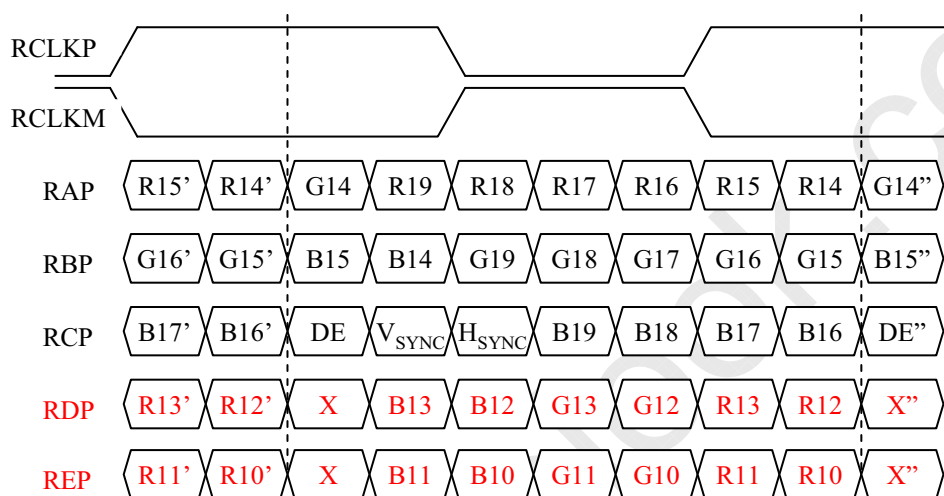 RCLKP
RCLKM
RAP R15’ R14’ G14 R19 R18 R17 R16 R15 R14 G14”
RBP G16’ G15’ B15 B14 G19 G18 G17 G16 G15 B15”
RCP B17’ B16’ DE VSYNC HSYNC B19 B18 B17 B16 DE”
RDP R13’ R12’ X B13 B12 G13 G12 R13 R12 X”
REP R11’ R10’ X B11 B10 G11 G10 R11 R10 X”